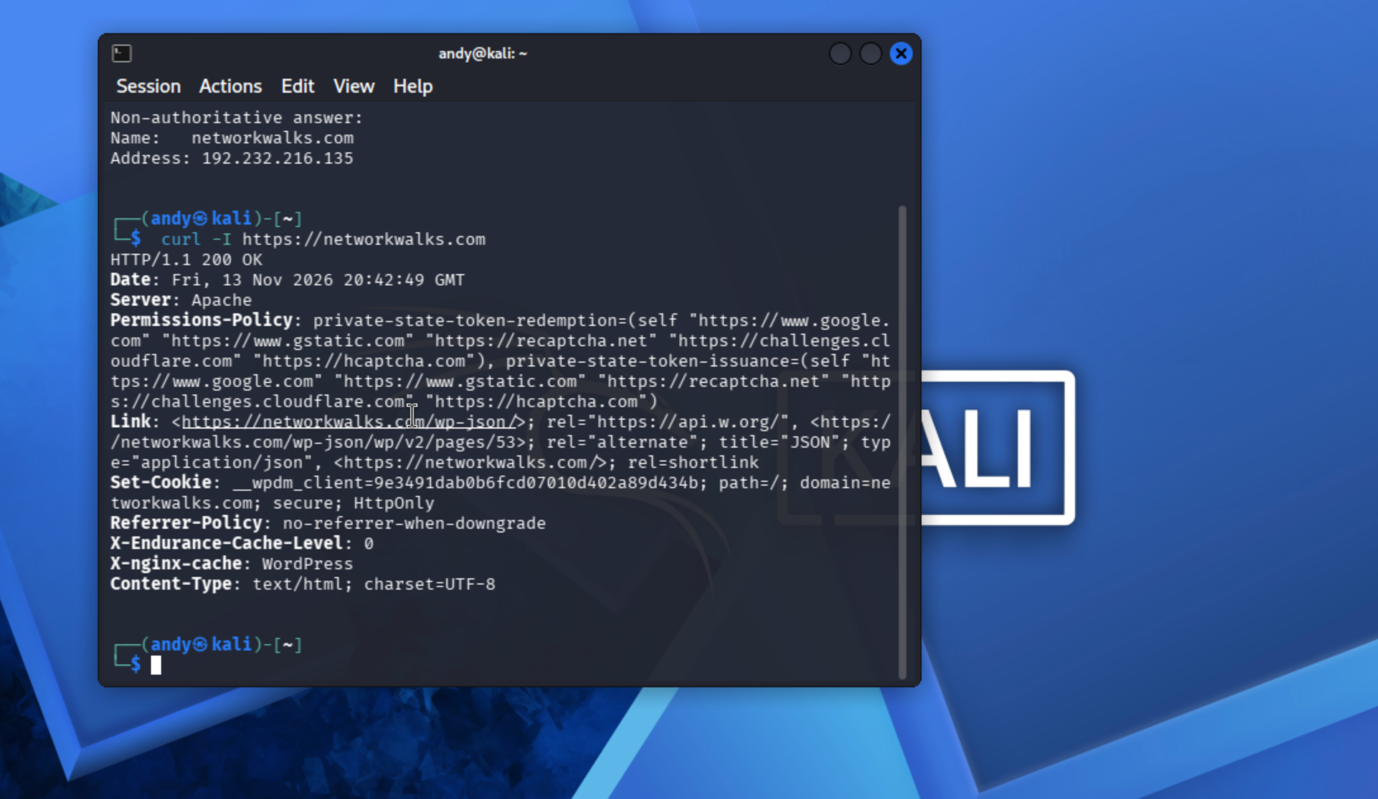 andy@kali: ~
Session Actions Edit View Help
Non-authoritative answer:
Name:   networkwalks.com
Address: 192.232.216.135
┌──(andy㉿kali)-[~]
└─$  curl -I https://networkwalks.com
HTTP/1.1 200 OK
Date: Fri, 13 Nov 2026 20:42:49 GMT
Server: Apache
Permissions-Policy: private-state-token-redemption=(self "https://www.google.
com" "https://www.gstatic.com" "https://recaptcha.net" "https://challenges.cl
oudflare.com" "https://hcaptcha.com"), private-state-token-issuance=(self "ht
tps://www.google.com" "https://www.gstatic.com" "https://recaptcha.net" "http
s://challenges.cloudflare.com" "https://hcaptcha.com")
Link: <https://networkwalks.com/wp-json/>; rel="https://api.w.org/", <https:/
/networkwalks.com/wp-json/wp/v2/pages/53>; rel="alternate"; title="JSON"; typ
e="application/json", <https://networkwalks.com/>; rel=shortlink
Set-Cookie: __wpdm_client=9e3491dab0b6fcd07010d402a89d434b; path=/; domain=ne
tworkwalks.com; secure; HttpOnly
Referrer-Policy: no-referrer-when-downgrade
X-Endurance-Cache-Level: 0
X-nginx-cache: WordPress
Content-Type: text/html; charset=UTF-8
┌──(andy㉿kali)-[~]
└─$
KALI